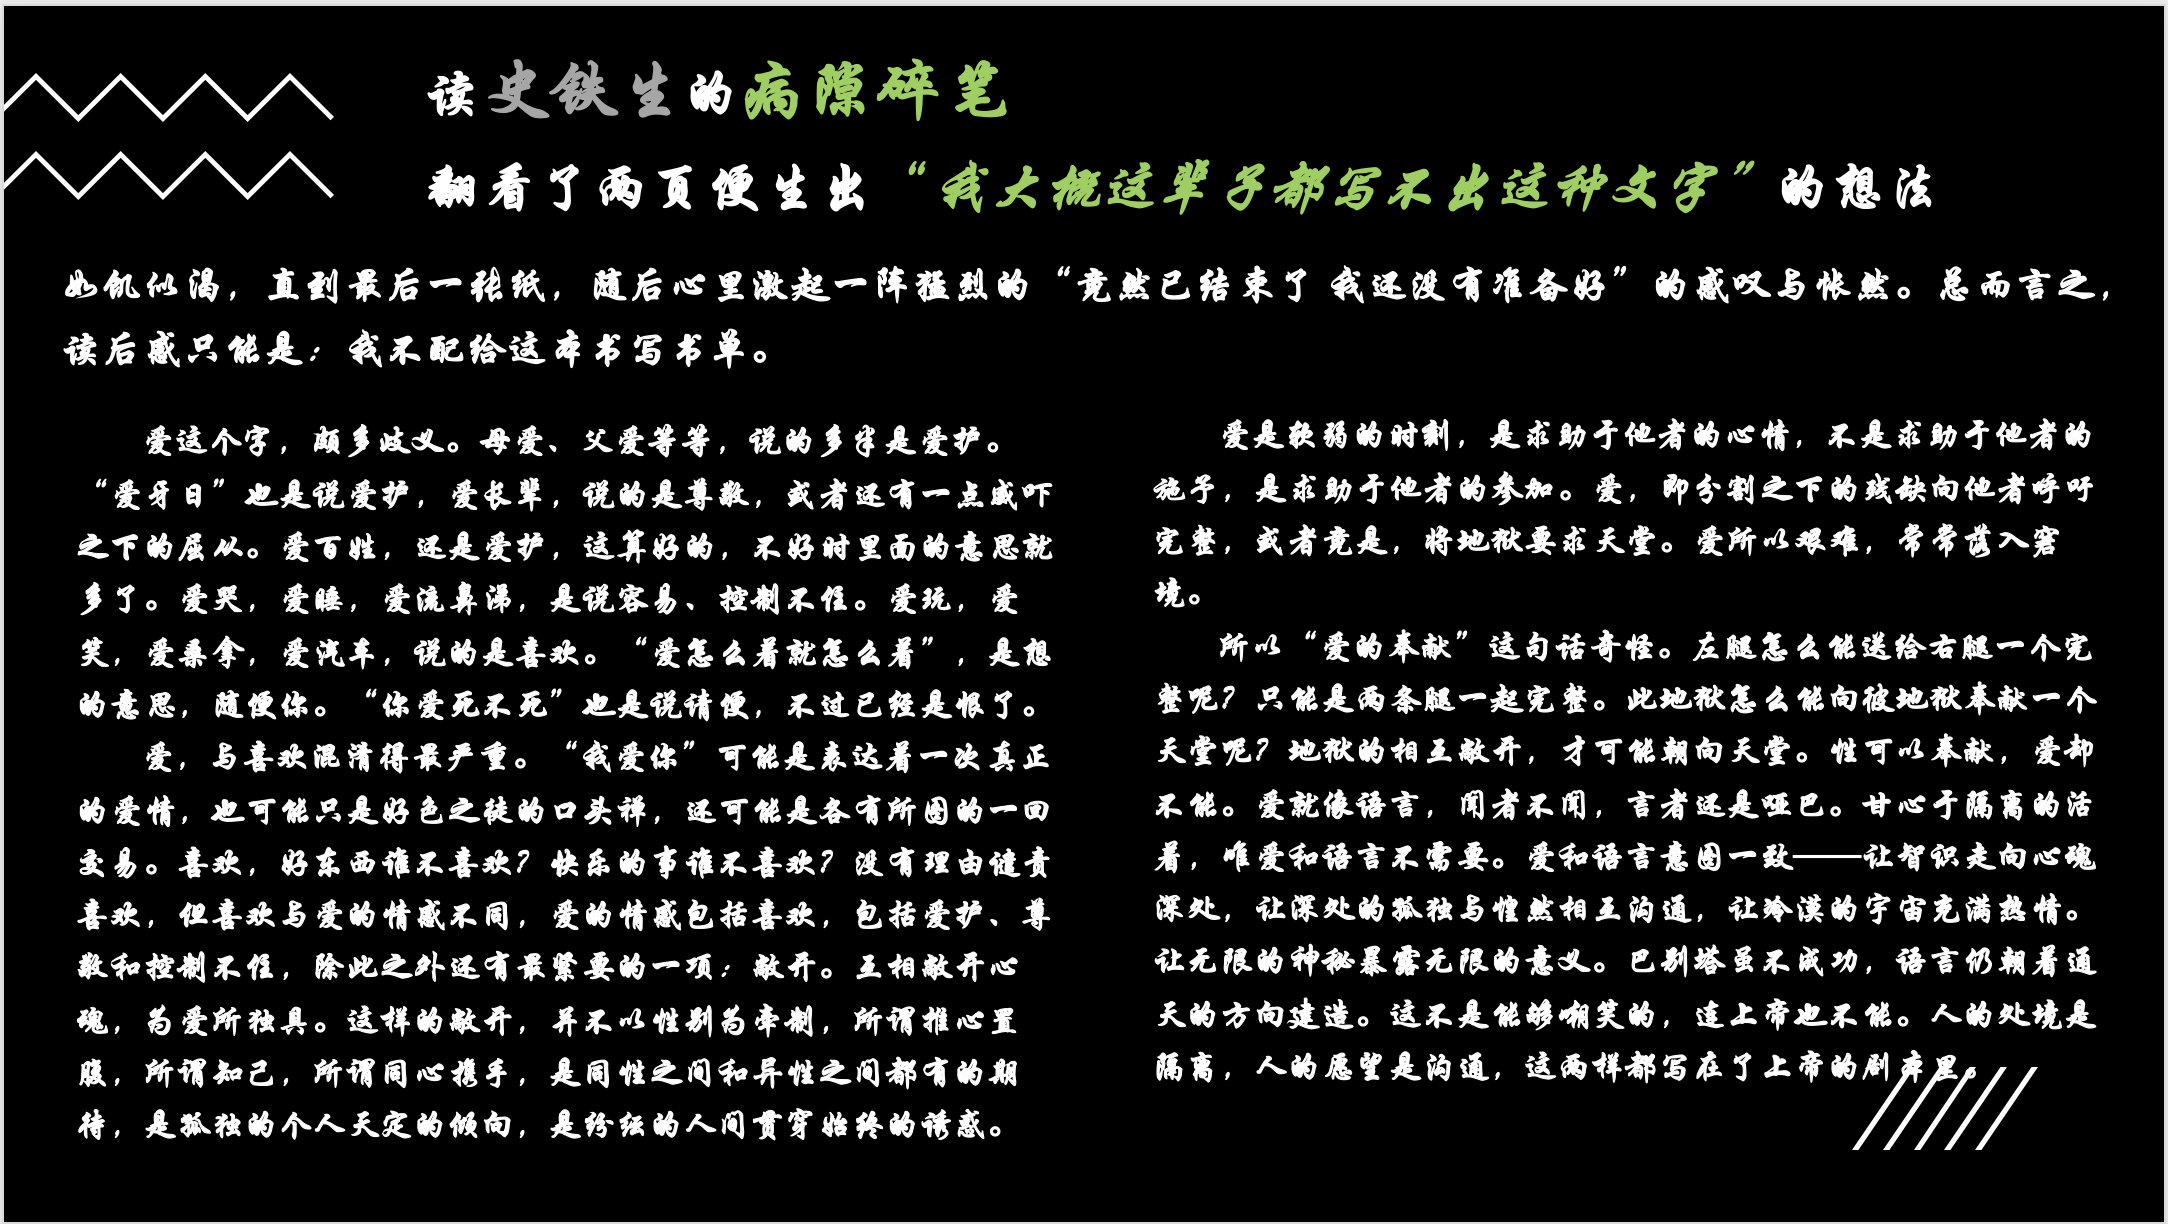 读史铁生的病隙碎笔
翻看了两页便生出“我大概这辈子都写不出这种文字”的想法
如饥似渴，直到最后一张纸，随后心里激起一阵猛烈的“竟然已结束了 我还没有准备好”的感叹与怅然。总而言之，
读后感只能是：我不配给这本书写书单。
爱这个字，颇多歧义。母爱、父爱等等，说的多半是爱护。
“爱牙日”也是说爱护，爱长辈，说的是尊敬，或者还有一点威吓
之下的屈从。爱百姓，还是爱护，这算好的，不好时里面的意思就
多了。爱哭，爱睡，爱流鼻涕，是说容易、控制不住。爱玩，爱
笑，爱桑拿，爱汽车，说的是喜欢。“爱怎么着就怎么着”，是想
的意思，随便你。“你爱死不死”也是说请便，不过已经是恨了。
爱，与喜欢混淆得最严重。“我爱你”可能是表达着一次真正
的爱情，也可能只是好色之徒的口头禅，还可能是各有所图的一回
交易。喜欢，好东西谁不喜欢？快乐的事谁不喜欢？没有理由谴责
喜欢，但喜欢与爱的情感不同，爱的情感包括喜欢，包括爱护、尊
敬和控制不住，除此之外还有最紧要的一项：敞开。互相敞开心
魂，为爱所独具。这样的敞开，并不以性别为牵制，所谓推心置
腹，所谓知己，所谓同心携手，是同性之间和异性之间都有的期
待，是孤独的个人天定的倾向，是纷纭的人间贯穿始终的诱惑。
爱是软弱的时刻，是求助于他者的心情，不是求助于他者的
施予，是求助于他者的参加。爱，即分割之下的残缺向他者呼吁
完整，或者竟是，将地狱要求天堂。爱所以艰难，常常落入窘
境。
所以“爱的奉献”这句话奇怪。左腿怎么能送给右腿一个完
整呢？只能是两条腿一起完整。此地狱怎么能向彼地狱奉献一个
天堂呢？地狱的相互敞开，才可能朝向天堂。性可以奉献，爱却
不能。爱就像语言，闻者不闻，言者还是哑巴。甘心于隔离的活
着，唯爱和语言不需要。爱和语言意图一致——让智识走向心魂
深处，让深处的孤独与惶然相互沟通，让冷漠的宇宙充满热情。
让无限的神秘暴露无限的意义。巴别塔虽不成功，语言仍朝着通
天的方向建造。这不是能够嘲笑的，连上帝也不能。人的处境是
隔离，人的愿望是沟通，这两样都写在了上帝的剧本里。